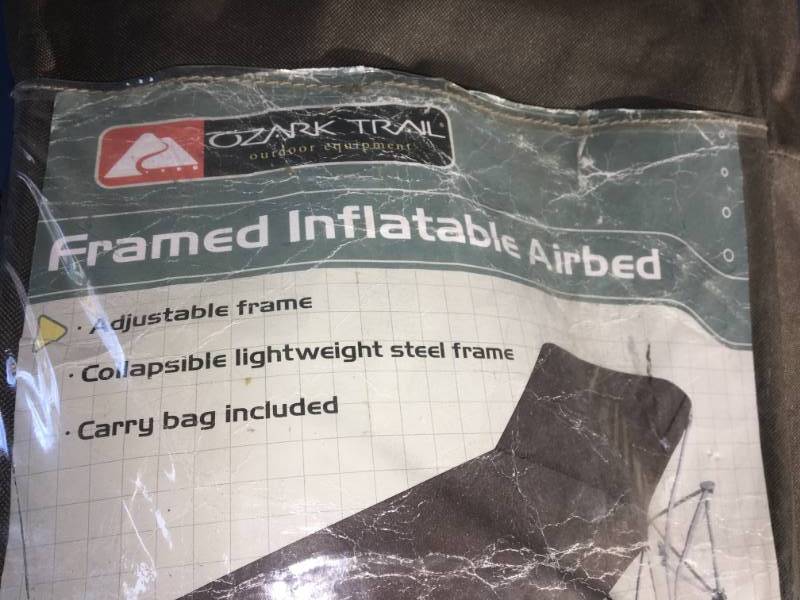 OZARK TRAIL
outdoor equipment
Framed Inflatable Airbed
· Adjustable frame
· Collapsible lightweight steel frame
· Carry bag included